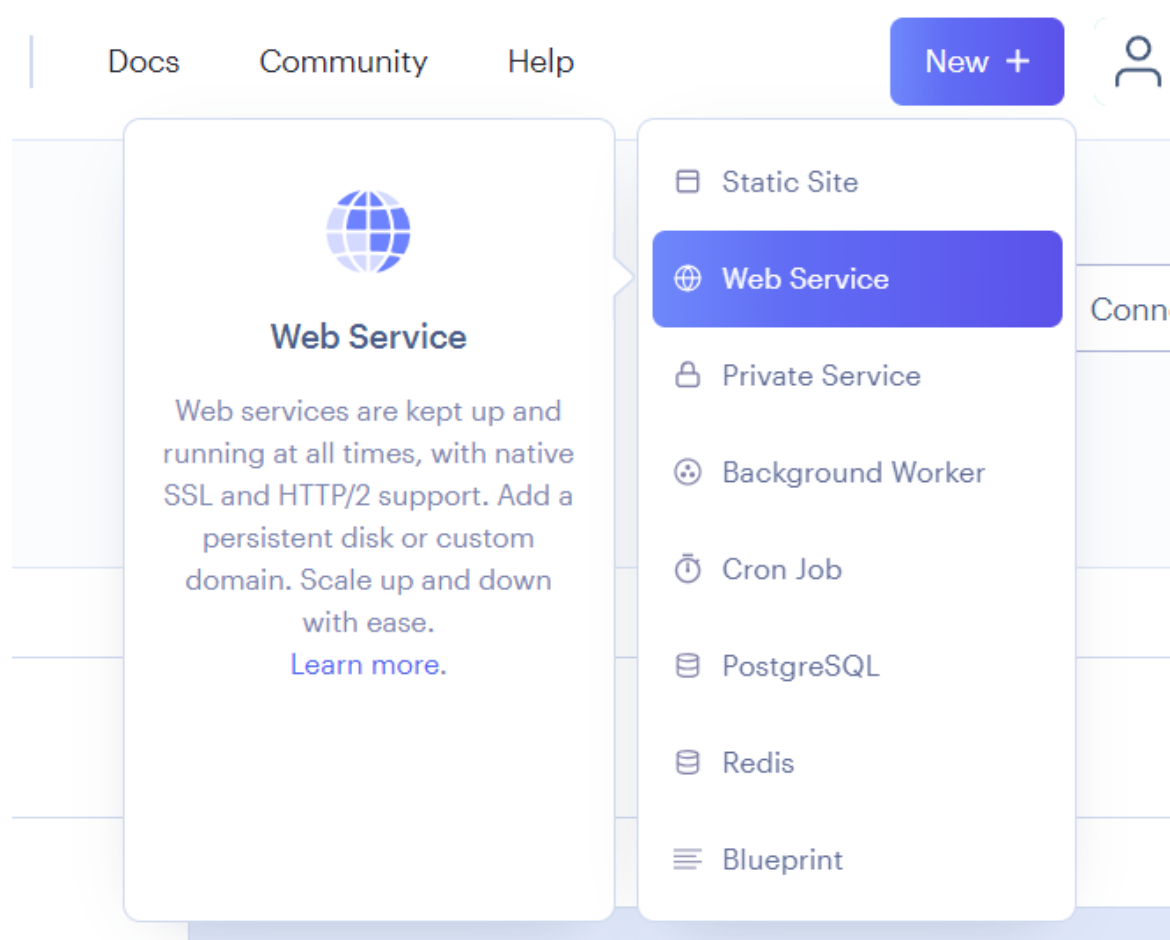 Docs Community Help New +
Web Service
Web services are kept up and
running at all times, with native
SSL and HTTP/2 support. Add a
persistent disk or custom
domain. Scale up and down
with ease.
Learn more.
Static Site
Web Service
Private Service
Background Worker
Cron Job
PostgreSQL
Redis
Blueprint